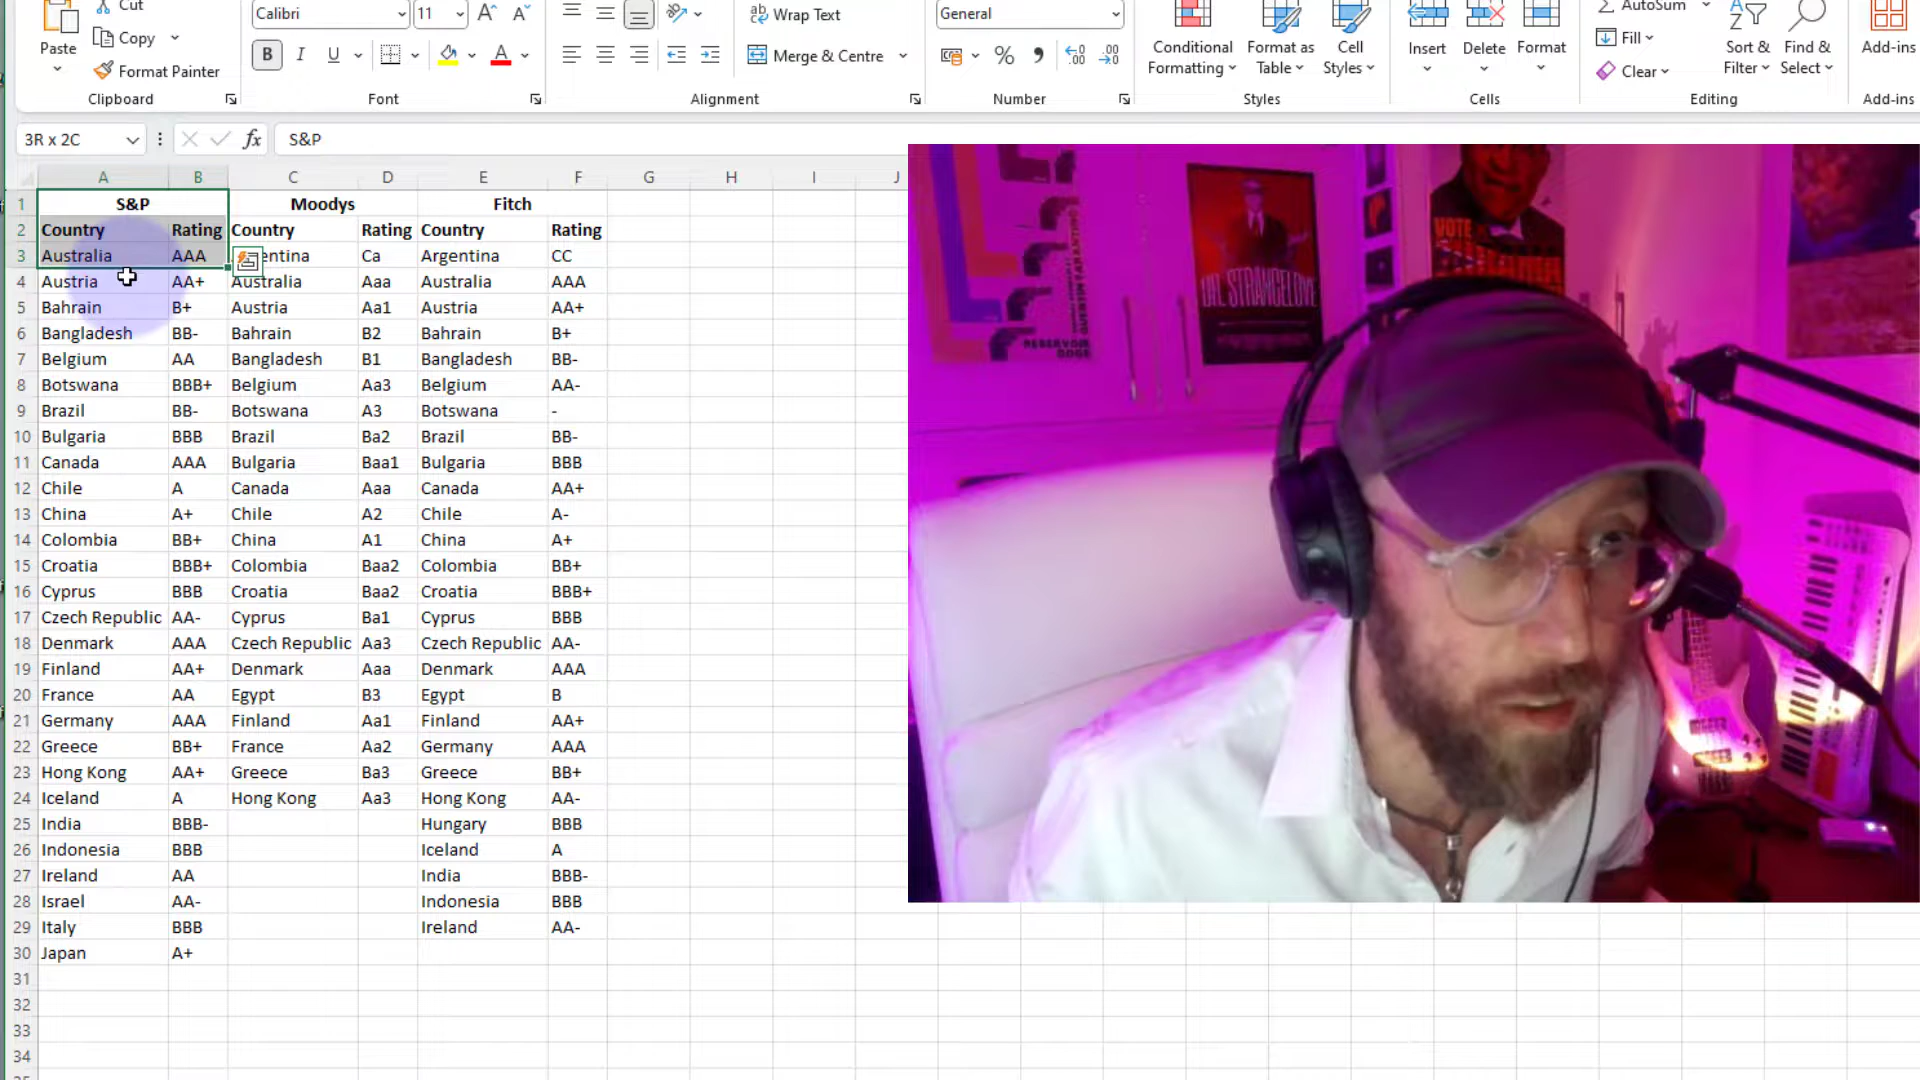 Cut
Calibri 11 Wrap Text General AutoSum
Paste Copy Conditional Formatting Format as Table Cell Styles Insert Delete Format Fill Sort & Filter Find & Select Add-ins
Format Painter B I U A Merge & Centre % Clear
Clipboard Font Alignment Number Styles Cells Editing Add-ins
3R x 2C fx S&P
A B C D E F G H I J
1 S&P Moodys Fitch
2 Country Rating Country Rating Country Rating
3 Australia AAA entina Ca Argentina CC
4 Austria AA+ Australia Aaa Australia AAA
5 Bahrain B+ Austria Aa1 Austria AA+
6 Bangladesh BB- Bahrain B2 Bahrain B+
7 Belgium AA Bangladesh B1 Bangladesh BB-
8 Botswana BBB+ Belgium Aa3 Belgium AA-
9 Brazil BB- Botswana A3 Botswana -
10 Bulgaria BBB Brazil Ba2 Brazil BB-
11 Canada AAA Bulgaria Baa1 Bulgaria BBB
12 Chile A Canada Aaa Canada AA+
13 China A+ Chile A2 Chile A-
14 Colombia BB+ China A1 China A+
15 Croatia BBB+ Colombia Baa2 Colombia BB+
16 Cyprus BBB Croatia Baa2 Croatia BBB+
17 Czech Republic AA- Cyprus Ba1 Cyprus BBB
18 Denmark AAA Czech Republic Aa3 Czech Republic AA-
19 Finland AA+ Denmark Aaa Denmark AAA
20 France AA Egypt B3 Egypt B
21 Germany AAA Finland Aa1 Finland AA+
22 Greece BB+ France Aa2 Germany AAA
23 Hong Kong AA+ Greece Ba3 Greece BB+
24 Iceland A Hong Kong Aa3 Hong Kong AA-
25 India BBB- Hungary BBB
26 Indonesia BBB Iceland A
27 Ireland AA India BBB-
28 Israel AA- Indonesia BBB
29 Italy BBB Ireland AA-
30 Japan A+
31
32
33
34
VOTE
DR. STRANGELOVE
RESERVOIR
DOGS
QUENTIN TARANTINO